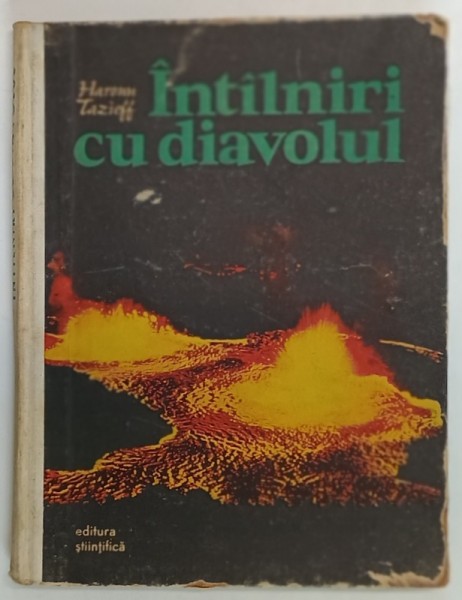 Haroun
Tazieff
Întîlniri
cu diavolul
editura
științifică